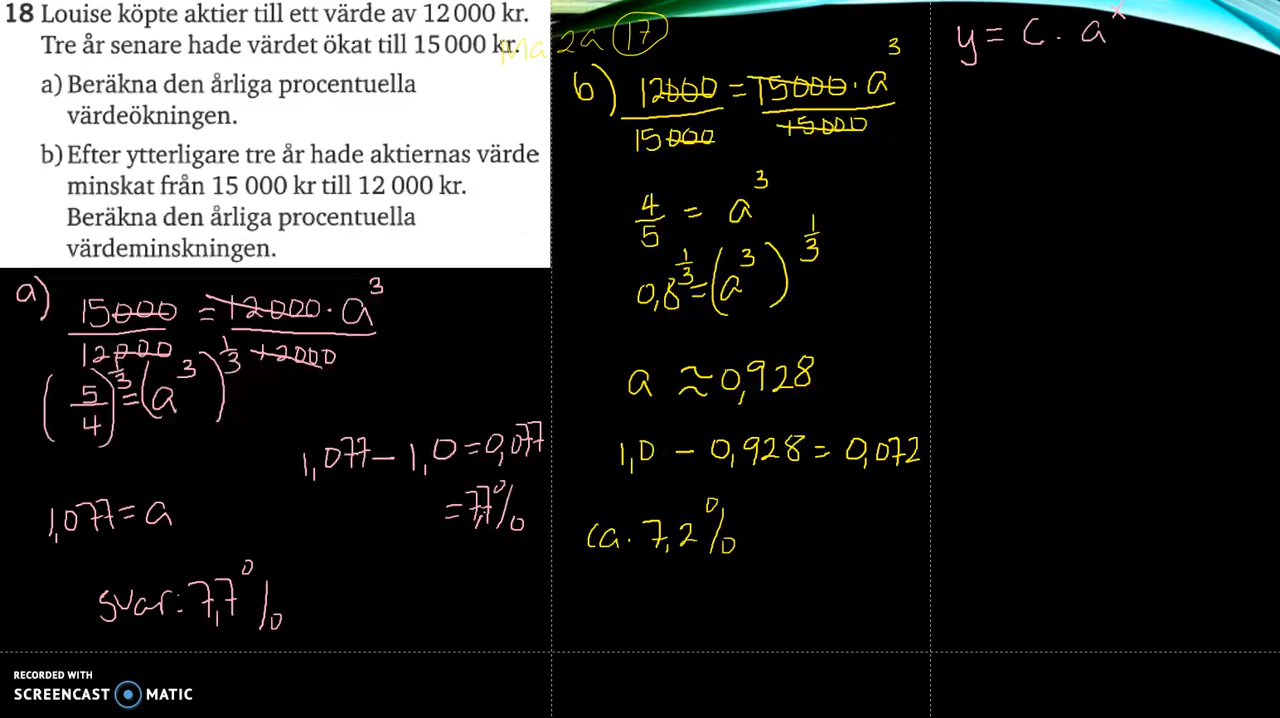 18 Louise köpte aktier till ett värde av 12 000 kr.
Tre år senare hade värdet ökat till 15 000 kr.
a) Beräkna den årliga procentuella
värdeökningen.
b) Efter ytterligare tre år hade aktiernas värde
minskat från 15 000 kr till 12 000 kr.
Beräkna den årliga procentuella
värdeminskningen.
a) 15000/12000 = 12000 · a³/12000
(5/4)^1/3 = (a³)^1/3
1,077 – 1,0 = 0,077
= 7,7%
1,077 = a
svar: 7,7%
Ma 2a 17
b) 12000/15000 = 15000 · a³/15000
4/5 = a³
0,8^1/3 = (a³)^1/3
a ≈ 0,928
1,0 – 0,928 = 0,072
ca. 7,2%
y = C · a^x
RECORDED WITH
SCREENCAST MATIC